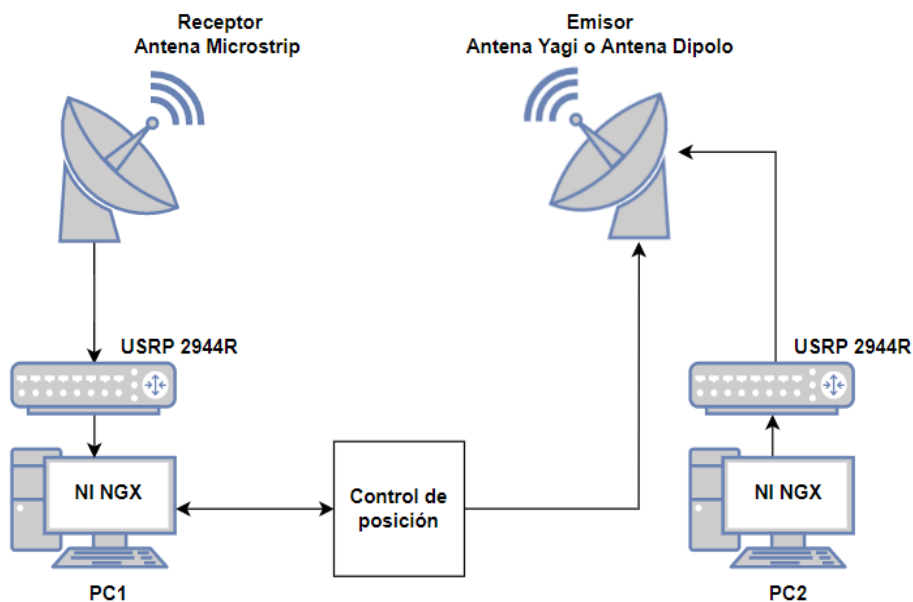 Receptor
Antena Microstrip
Emisor
Antena Yagi o Antena Dipolo
USRP 2944R
USRP 2944R
NI NGX
Control de
posición
NI NGX
PC1
PC2